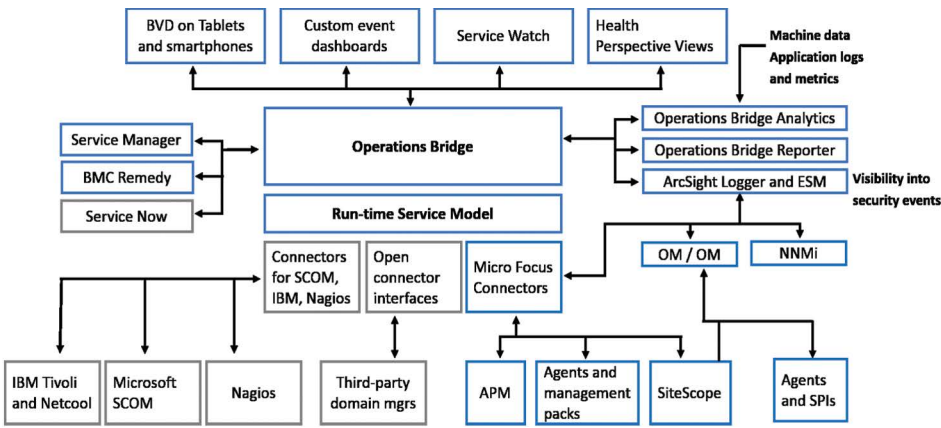 BVD on Tablets
and smartphones
Custom event
dashboards
Service Watch
Health
Perspective Views
Machine data
Application logs
and metrics
Service Manager
BMC Remedy
Service Now
Operations Bridge
Operations Bridge Analytics
Operations Bridge Reporter
ArcSight Logger and ESM
Visibility into
security events
Run-time Service Model
Connectors
for SCOM,
IBM, Nagios
Open
connector
interfaces
Micro Focus
Connectors
OM / OM
NNMi
IBM Tivoli
and Netcool
Microsoft
SCOM
Nagios
Third-party
domain mgrs
APM
Agents and
management
packs
SiteScope
Agents
and SPIs